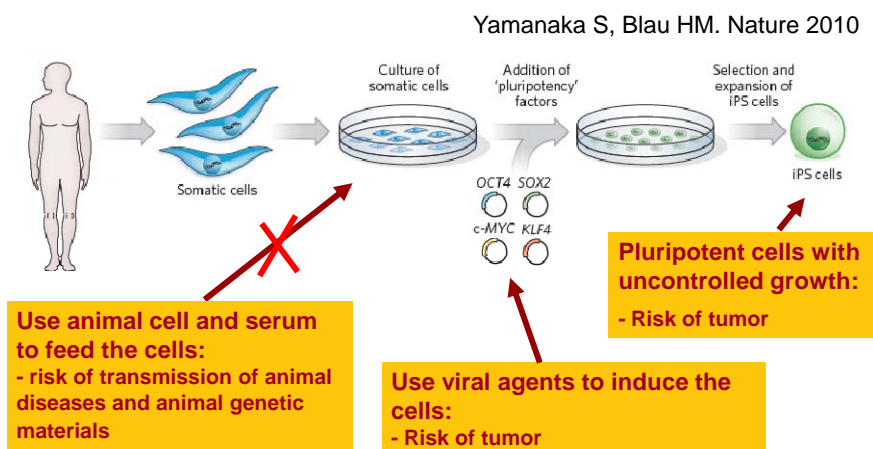 Yamanaka S, Blau HM. Nature 2010
Culture of
somatic cells
Addition of
'pluripotency'
factors
Selection and
expansion of
iPS cells
Somatic cells
OCT4 SOX2
c-MYC KLF4
iPS cells
Pluripotent cells with
uncontrolled growth:
- Risk of tumor
Use animal cell and serum
to feed the cells:
- risk of transmission of animal
diseases and animal genetic
materials
Use viral agents to induce the
cells:
- Risk of tumor